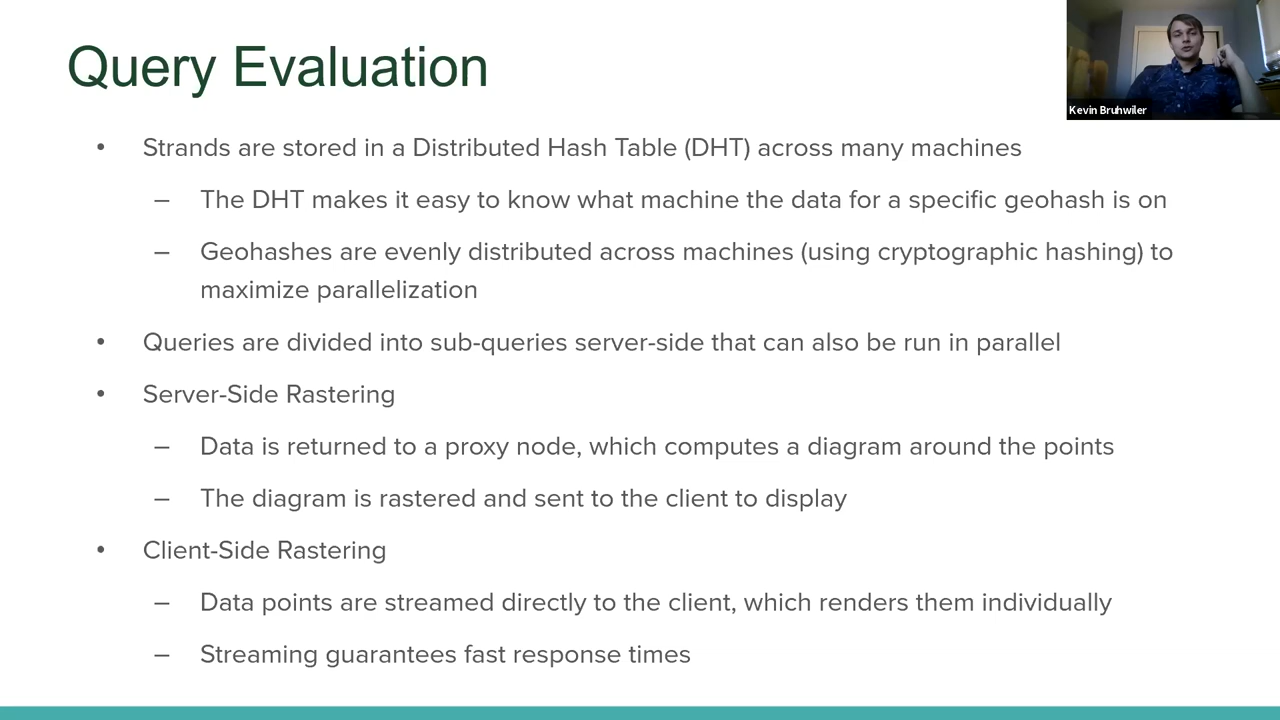 Query Evaluation
Kevin Bruhwiler
• Strands are stored in a Distributed Hash Table (DHT) across many machines
– The DHT makes it easy to know what machine the data for a specific geohash is on
– Geohashes are evenly distributed across machines (using cryptographic hashing) to
maximize parallelization
• Queries are divided into sub-queries server-side that can also be run in parallel
• Server-Side Rastering
– Data is returned to a proxy node, which computes a diagram around the points
– The diagram is rastered and sent to the client to display
• Client-Side Rastering
– Data points are streamed directly to the client, which renders them individually
– Streaming guarantees fast response times